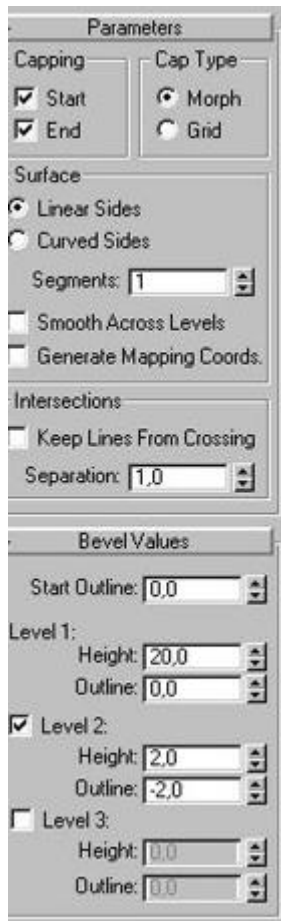 Parameters
Capping
Cap Type
Start
Morph
End
Grid
Surface
Linear Sides
Curved Sides
Segments: 1
Smooth Across Levels
Generate Mapping Coords.
Intersections
Keep Lines From Crossing
Separation: 1,0
Bevel Values
Start Outline: 0,0
Level 1:
Height: 20,0
Outline: 0,0
Level 2:
Height: 2,0
Outline: -2,0
Level 3:
Height: 0,0
Outline: 0,0